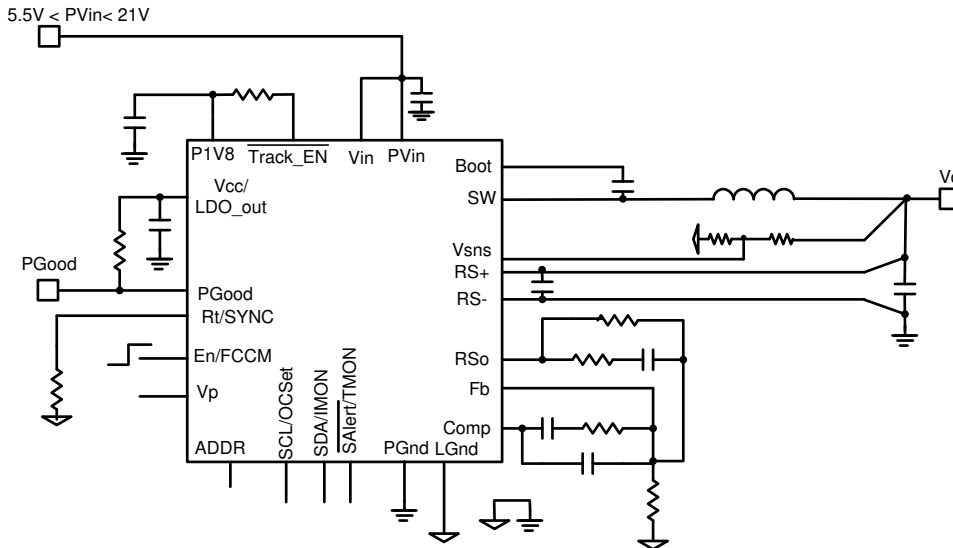 5.5V < PVin< 21V
P1V8
Track_EN
Vin
PVin
Boot
Vcc/
LDO_out
SW
Vo
Vsns
RS+
PGood
RS-
PGood
Rt/SYNC
En/FCCM
RSo
Vp
Fb
Comp
ADDR
SCL/OCSet
SDA/IMON
SAlert/TMON
PGnd
LGnd